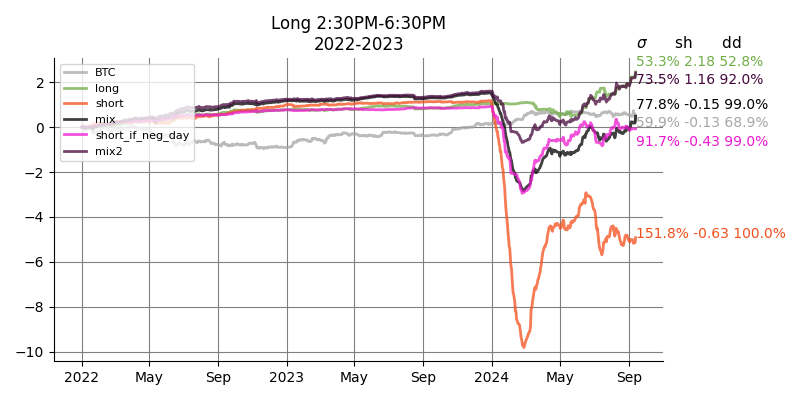 Long 2:30PM-6:30PM
2022-2023
σ sh dd
53.3% 2.18 52.8%
73.5% 1.16 92.0%
77.8% -0.15 99.0%
59.9% -0.13 68.9%
91.7% -0.43 99.0%
151.8% -0.63 100.0%
BTC
long
short
mix
short_if_neg_day
mix2
2
0
−2
−4
−6
−8
−10
2022 May Sep 2023 May Sep 2024 May Sep